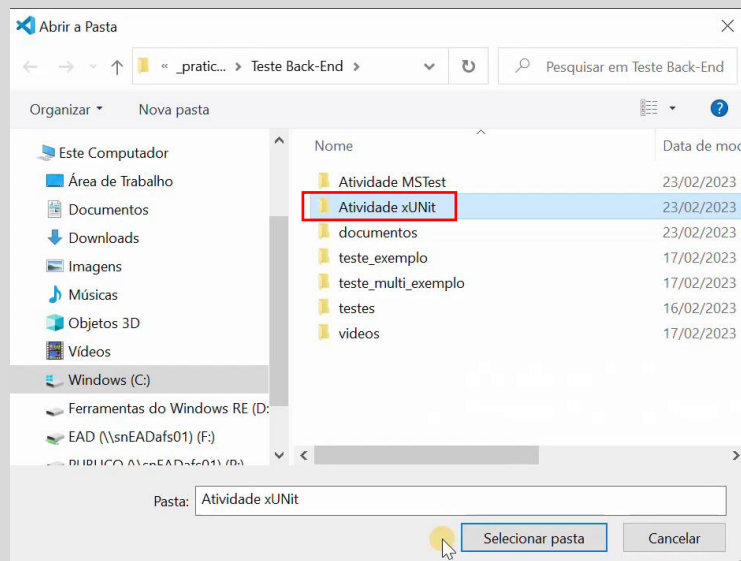 Abrir a Pasta
« _pratic... > Teste Back-End >
Pesquisar em Teste Back-End
Organizar
Nova pasta
?
Nome
Data de mod
Este Computador
Área de Trabalho
Documentos
Downloads
Imagens
Músicas
Objetos 3D
Vídeos
Windows (C:)
Ferramentas do Windows RE (D:
EAD (\\snEADafs01) (F:)
PUBLICO (\\snEADafs01) (P:)
Atividade MSTest 23/02/2023
Atividade xUNit 23/02/2023
documentos 23/02/2023
teste_exemplo 17/02/2023
teste_multi_exemplo 17/02/2023
testes 16/02/2023
videos 17/02/2023
Pasta: Atividade xUNit
Selecionar pasta
Cancelar